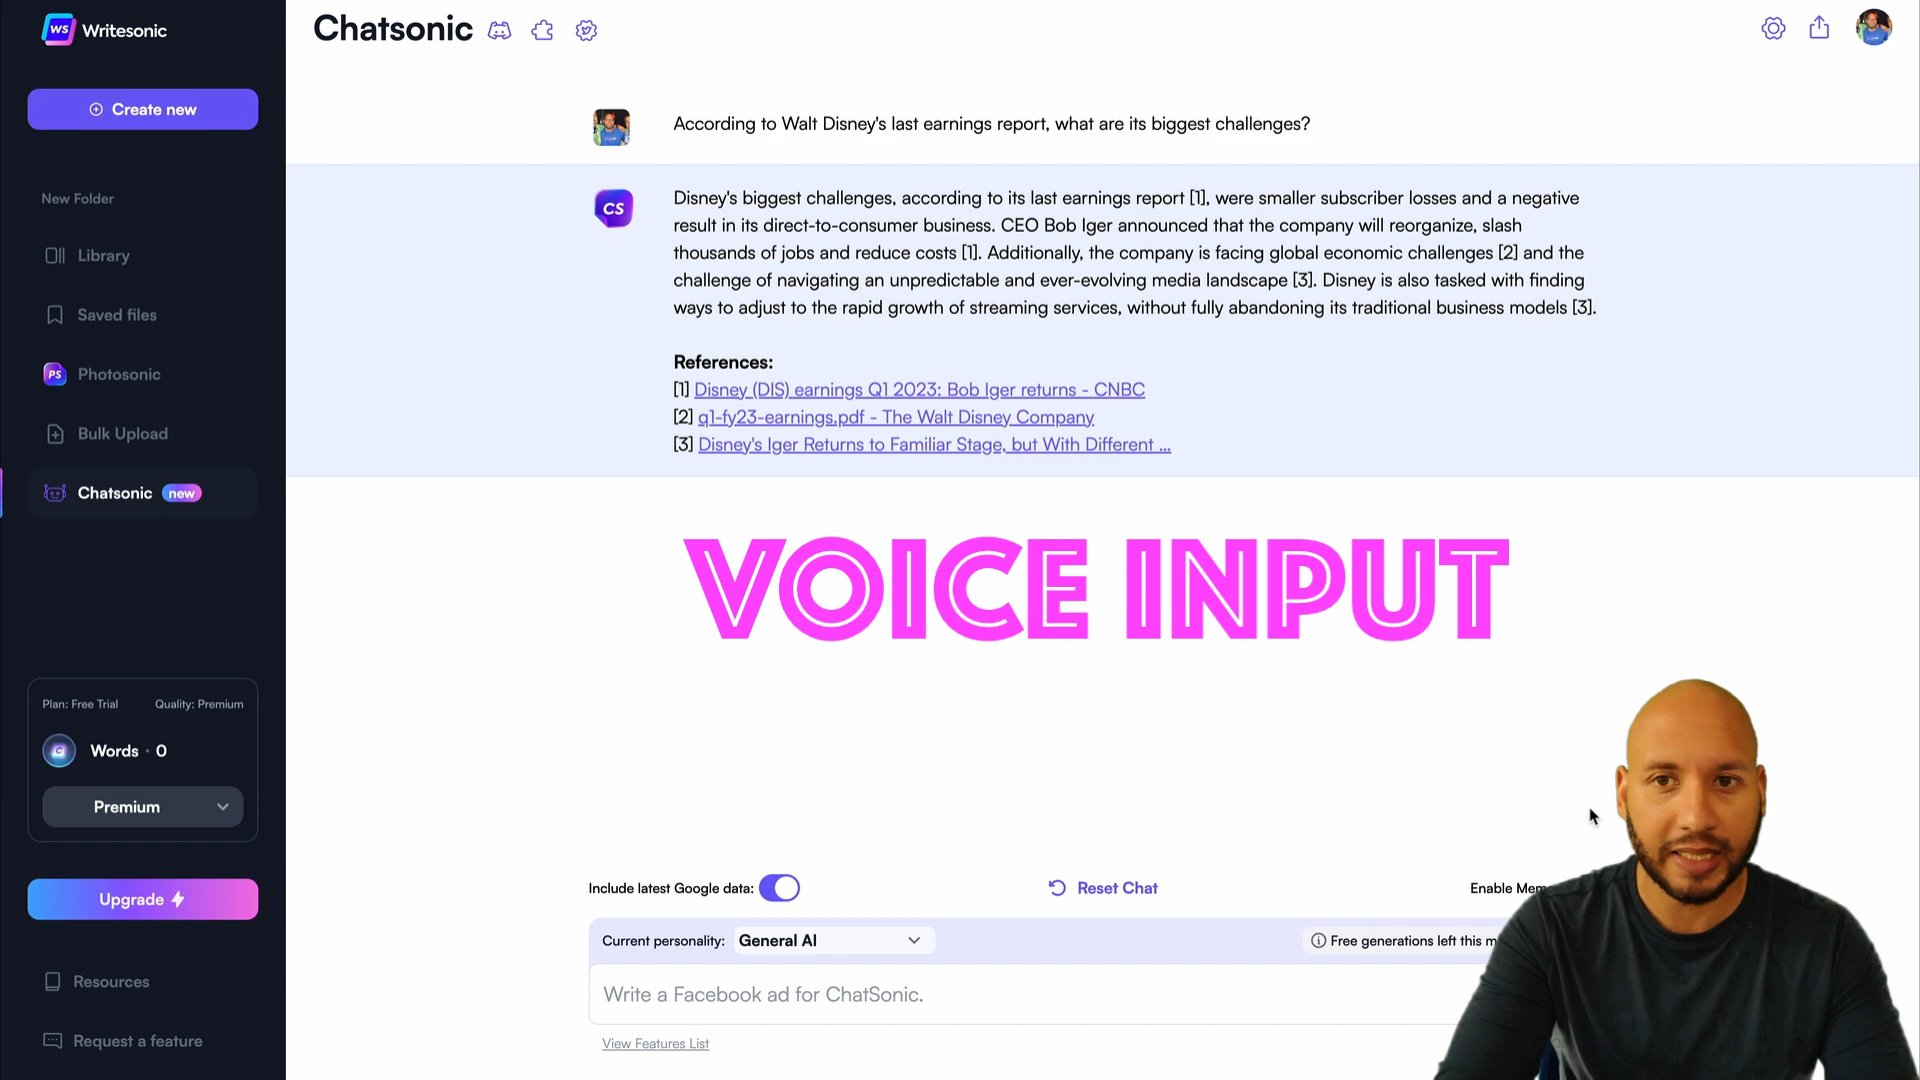 WS Writesonic
Create new
New Folder
Library
Saved files
PS Photosonic
Bulk Upload
Chatsonic new
Plan: Free Trial Quality: Premium
Words · 0
Premium
Upgrade
Resources
Request a feature
Chatsonic
According to Walt Disney's last earnings report, what are its biggest challenges?
CS
Disney's biggest challenges, according to its last earnings report [1], were smaller subscriber losses and a negative
result in its direct-to-consumer business. CEO Bob Iger announced that the company will reorganize, slash
thousands of jobs and reduce costs [1]. Additionally, the company is facing global economic challenges [2] and the
challenge of navigating an unpredictable and ever-evolving media landscape [3]. Disney is also tasked with finding
ways to adjust to the rapid growth of streaming services, without fully abandoning its traditional business models [3].
References:
[1] Disney (DIS) earnings Q1 2023: Bob Iger returns - CNBC
[2] q1-fy23-earnings.pdf - The Walt Disney Company
[3] Disney's Iger Returns to Familiar Stage, but With Different ...
VOICE INPUT
Include latest Google data: Reset Chat Enable
Current personality: General AI Free generations left this
Write a Facebook ad for ChatSonic.
View Features List